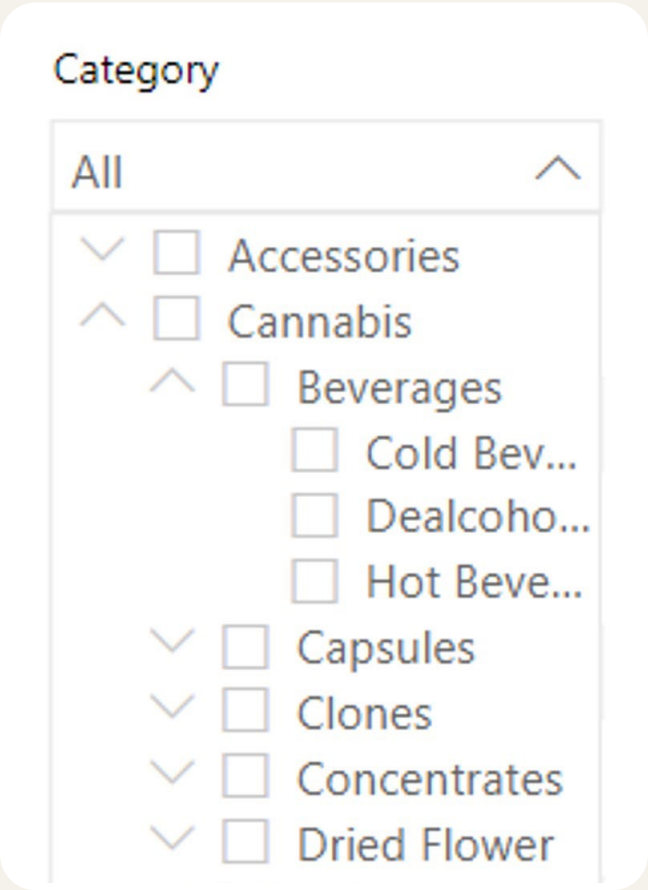 Category
All
Accessories
Cannabis
Beverages
Cold Bev...
Dealcoho...
Hot Beve...
Capsules
Clones
Concentrates
Dried Flower